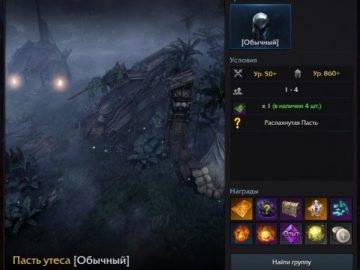 [Обычный]
Условия
Ур. 50+ Ур. 860+
1 - 4
x 1 (в наличии 4 шт.)
? Распахнутая Пасть
Награды
ОПЫТ
Пасть утеса [Обычный]
Найти группу